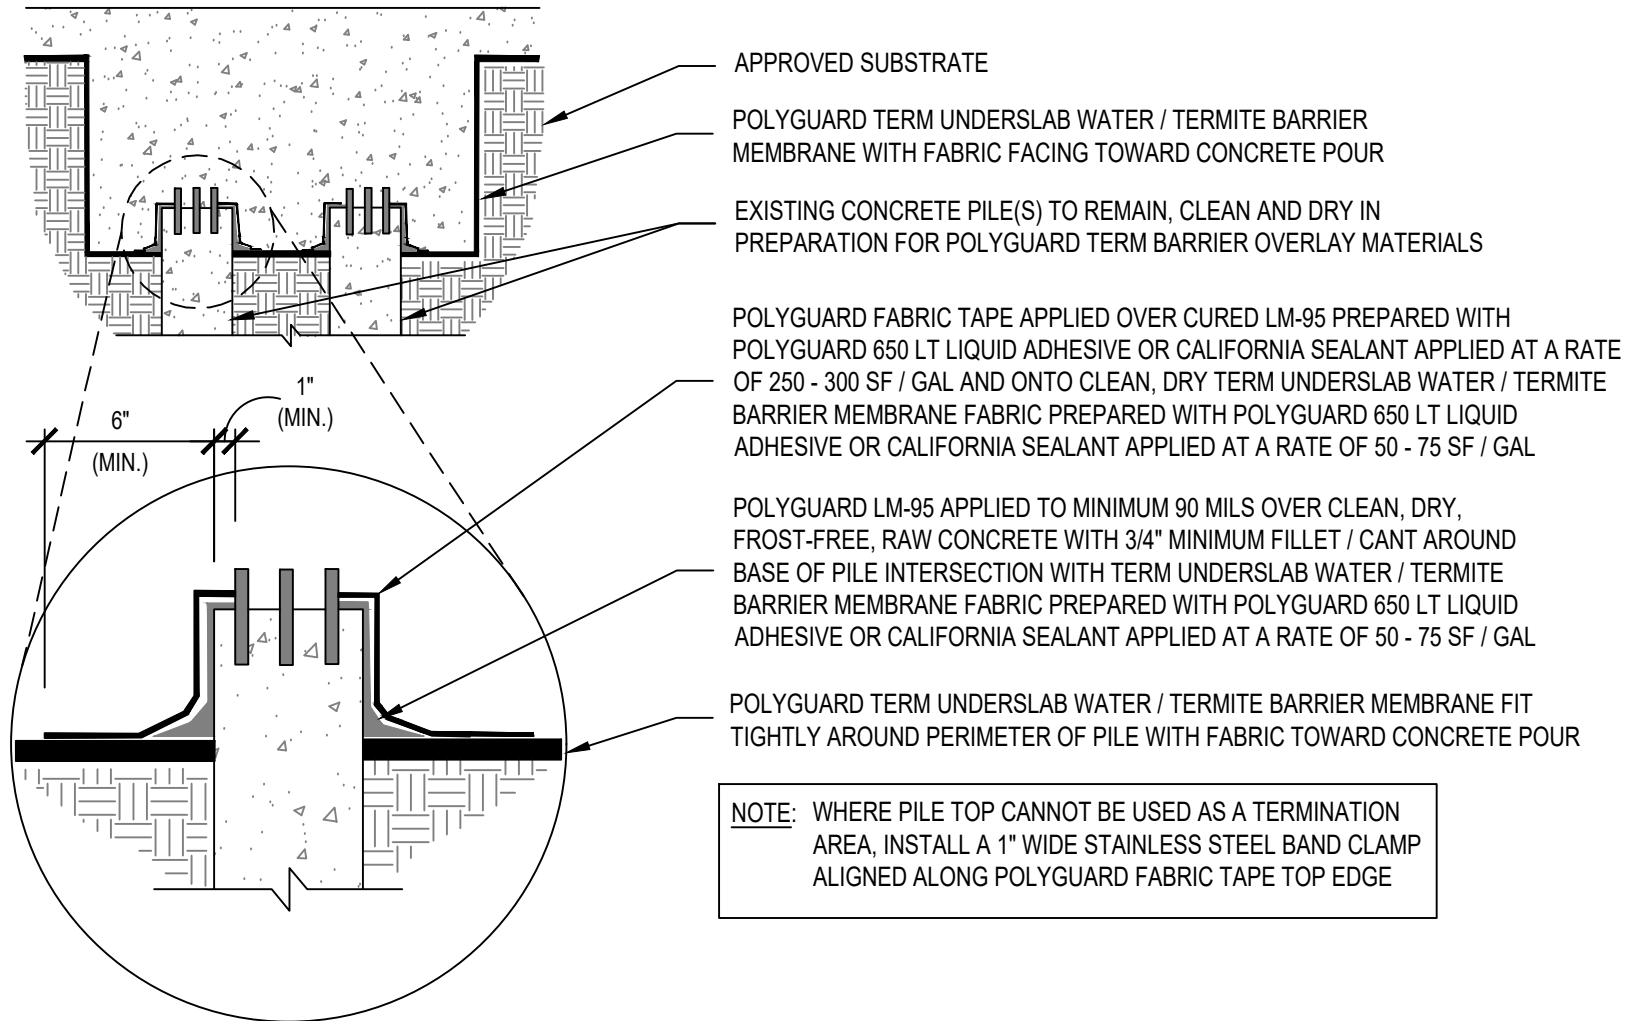 APPROVED SUBSTRATE
POLYGUARD TERM UNDERSLAB WATER / TERMITE BARRIER
MEMBRANE WITH FABRIC FACING TOWARD CONCRETE POUR
EXISTING CONCRETE PILE(S) TO REMAIN, CLEAN AND DRY IN
PREPARATION FOR POLYGUARD TERM BARRIER OVERLAY MATERIALS
POLYGUARD FABRIC TAPE APPLIED OVER CURED LM-95 PREPARED WITH
POLYGUARD 650 LT LIQUID ADHESIVE OR CALIFORNIA SEALANT APPLIED AT A RATE
OF 250 - 300 SF / GAL AND ONTO CLEAN, DRY TERM UNDERSLAB WATER / TERMITE
BARRIER MEMBRANE FABRIC PREPARED WITH POLYGUARD 650 LT LIQUID
ADHESIVE OR CALIFORNIA SEALANT APPLIED AT A RATE OF 50 - 75 SF / GAL
1"
(MIN.)
6"
(MIN.)
POLYGUARD LM-95 APPLIED TO MINIMUM 90 MILS OVER CLEAN, DRY,
FROST-FREE, RAW CONCRETE WITH 3/4" MINIMUM FILLET / CANT AROUND
BASE OF PILE INTERSECTION WITH TERM UNDERSLAB WATER / TERMITE
BARRIER MEMBRANE FABRIC PREPARED WITH POLYGUARD 650 LT LIQUID
ADHESIVE OR CALIFORNIA SEALANT APPLIED AT A RATE OF 50 - 75 SF / GAL
POLYGUARD TERM UNDERSLAB WATER / TERMITE BARRIER MEMBRANE FIT
TIGHTLY AROUND PERIMETER OF PILE WITH FABRIC TOWARD CONCRETE POUR
NOTE: WHERE PILE TOP CANNOT BE USED AS A TERMINATION
AREA, INSTALL A 1" WIDE STAINLESS STEEL BAND CLAMP
ALIGNED ALONG POLYGUARD FABRIC TAPE TOP EDGE